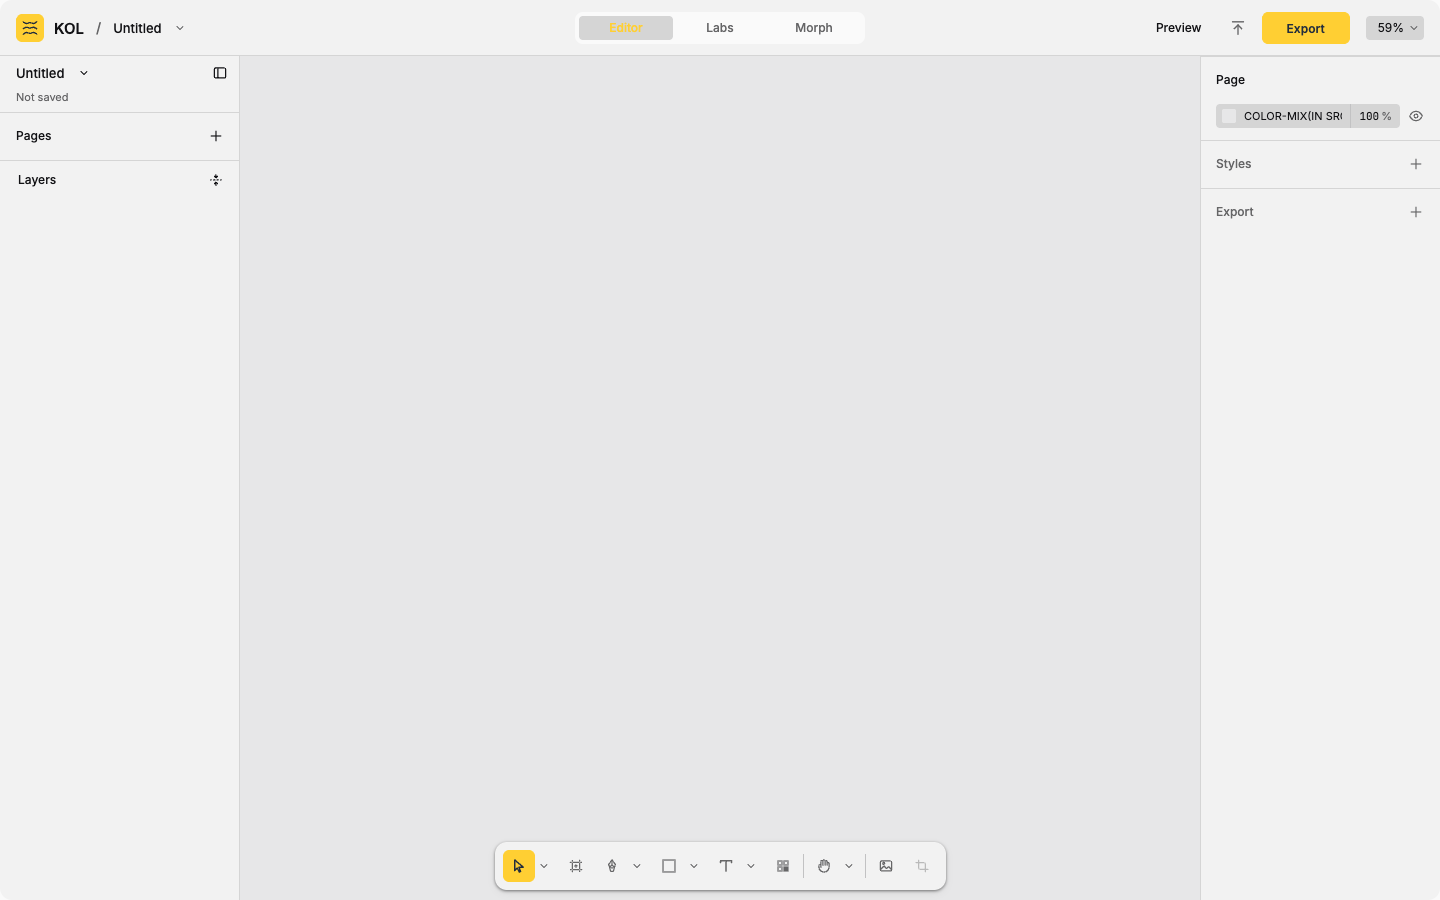 KOL / Untitled
Editor
Labs
Morph
Preview
Export
59%
Untitled
Not saved
Pages
Layers
Page
COLOR-MIX(IN SR
100 %
Styles
Export